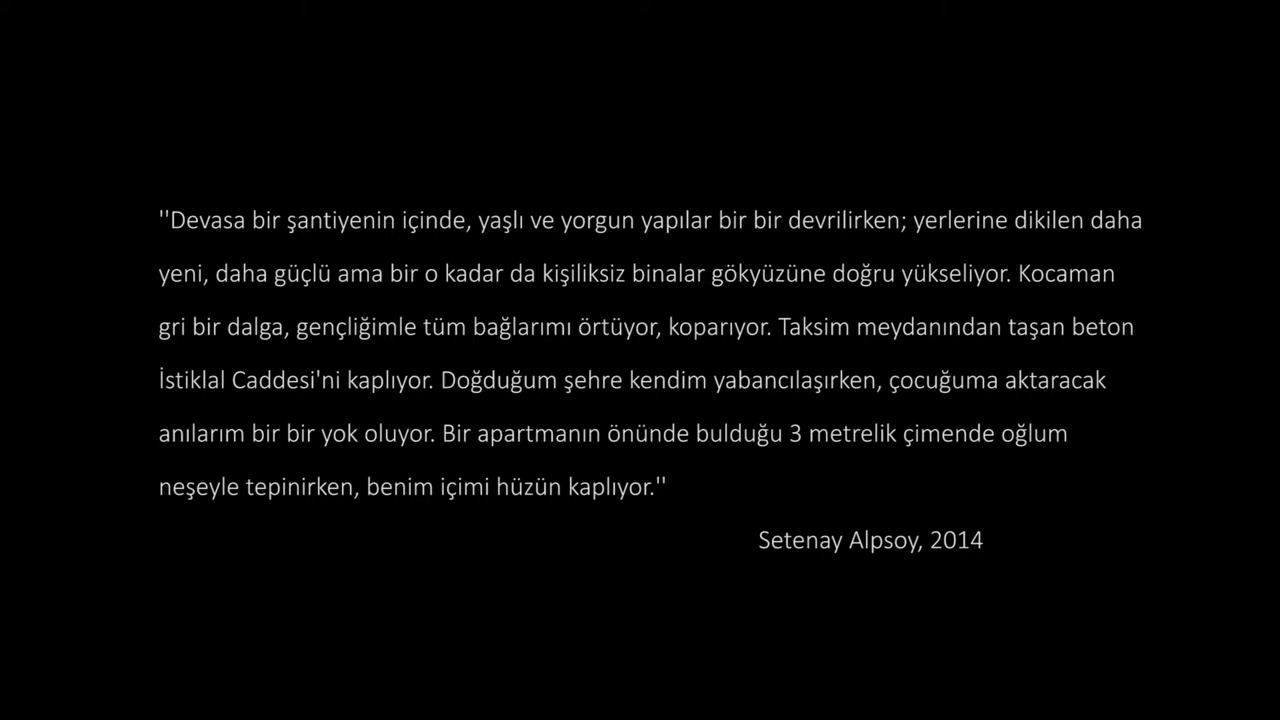 ''Devasa bir şantiyenin içinde, yaşlı ve yorgun yapılar bir bir devrilirken; yerlerine dikilen daha
yeni, daha güçlü ama bir o kadar da kişiliksiz binalar gökyüzüne doğru yükseliyor. Kocaman
gri bir dalga, gençliğimle tüm bağlarımı örtüyor, koparıyor. Taksim meydanından taşan beton
İstiklal Caddesi'ni kaplıyor. Doğduğum şehre kendim yabancılaşırken, çocuğuma aktaracak
anılarım bir bir yok oluyor. Bir apartmanın önünde bulduğu 3 metrelik çimende oğlum
neşeyle tepinirken, benim içimi hüzün kaplıyor.''
Setenay Alpsoy, 2014